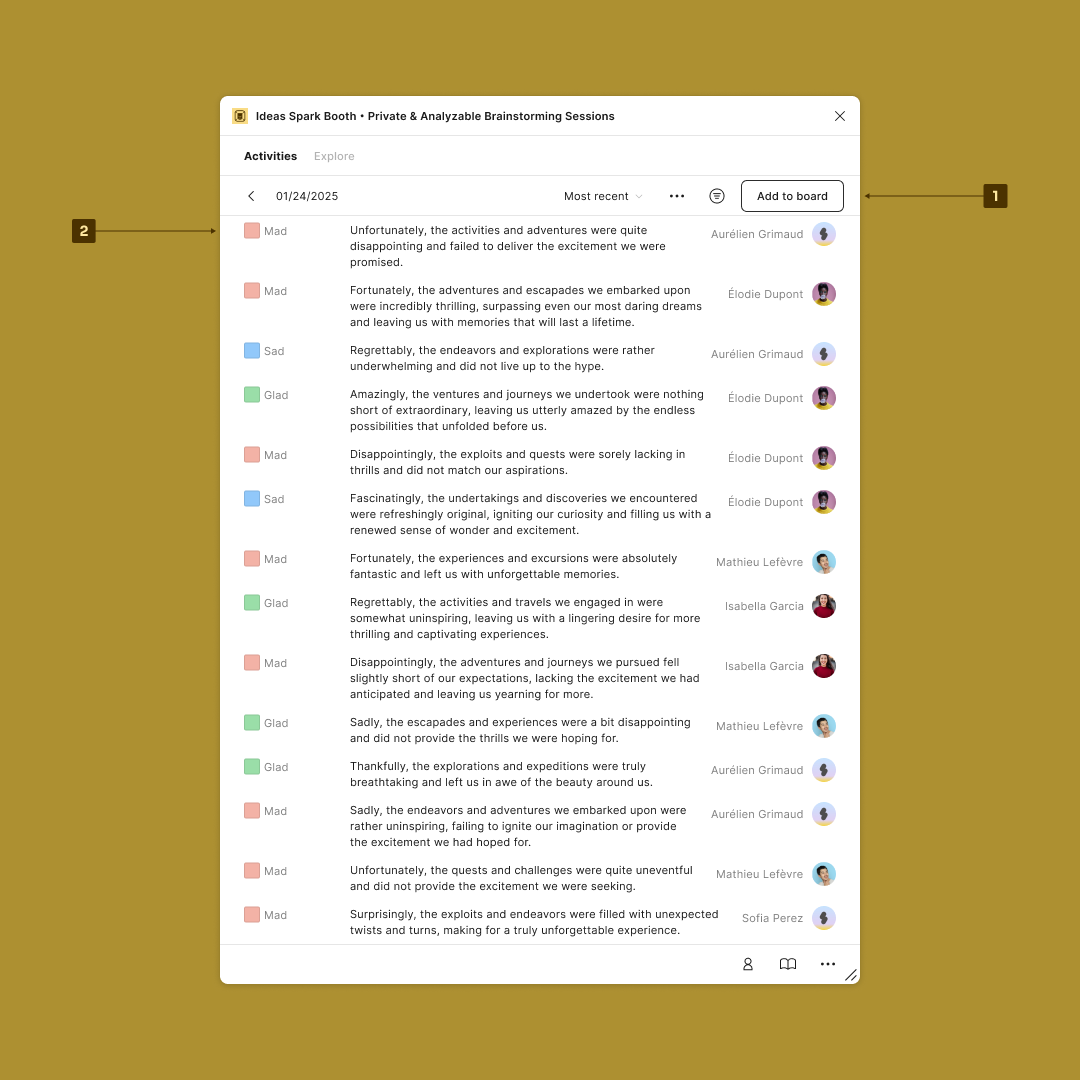 Ideas Spark Booth • Private & Analyzable Brainstorming Sessions
Activities Explore
01/24/2025 Most recent Add to board
1
2
Mad Unfortunately, the activities and adventures were quite Aurélien Grimaud
disappointing and failed to deliver the excitement we were
promised.
Mad Fortunately, the adventures and escapades we embarked upon Élodie Dupont
were incredibly thrilling, surpassing even our most daring dreams
and leaving us with memories that will last a lifetime.
Sad Regrettably, the endeavors and explorations were rather Aurélien Grimaud
underwhelming and did not live up to the hype.
Glad Amazingly, the ventures and journeys we undertook were nothing Élodie Dupont
short of extraordinary, leaving us utterly amazed by the endless
possibilities that unfolded before us.
Mad Disappointingly, the exploits and quests were sorely lacking in Élodie Dupont
thrills and did not match our aspirations.
Sad Fascinatingly, the undertakings and discoveries we encountered Élodie Dupont
were refreshingly original, igniting our curiosity and filling us with a
renewed sense of wonder and excitement.
Mad Fortunately, the experiences and excursions were absolutely Mathieu Lefèvre
fantastic and left us with unforgettable memories.
Glad Regrettably, the activities and travels we engaged in were Isabella Garcia
somewhat uninspiring, leaving us with a lingering desire for more
thrilling and captivating experiences.
Mad Disappointingly, the adventures and journeys we pursued fell Isabella Garcia
slightly short of our expectations, lacking the excitement we had
anticipated and leaving us yearning for more.
Glad Sadly, the escapades and experiences were a bit disappointing Mathieu Lefèvre
and did not provide the thrills we were hoping for.
Glad Thankfully, the explorations and expeditions were truly Aurélien Grimaud
breathtaking and left us in awe of the beauty around us.
Mad Sadly, the endeavors and adventures we embarked upon were Aurélien Grimaud
rather uninspiring, failing to ignite our imagination or provide
the excitement we had hoped for.
Mad Unfortunately, the quests and challenges were quite uneventful Mathieu Lefèvre
and did not provide the excitement we were seeking.
Mad Surprisingly, the exploits and endeavors were filled with unexpected Sofia Perez
twists and turns, making for a truly unforgettable experience.